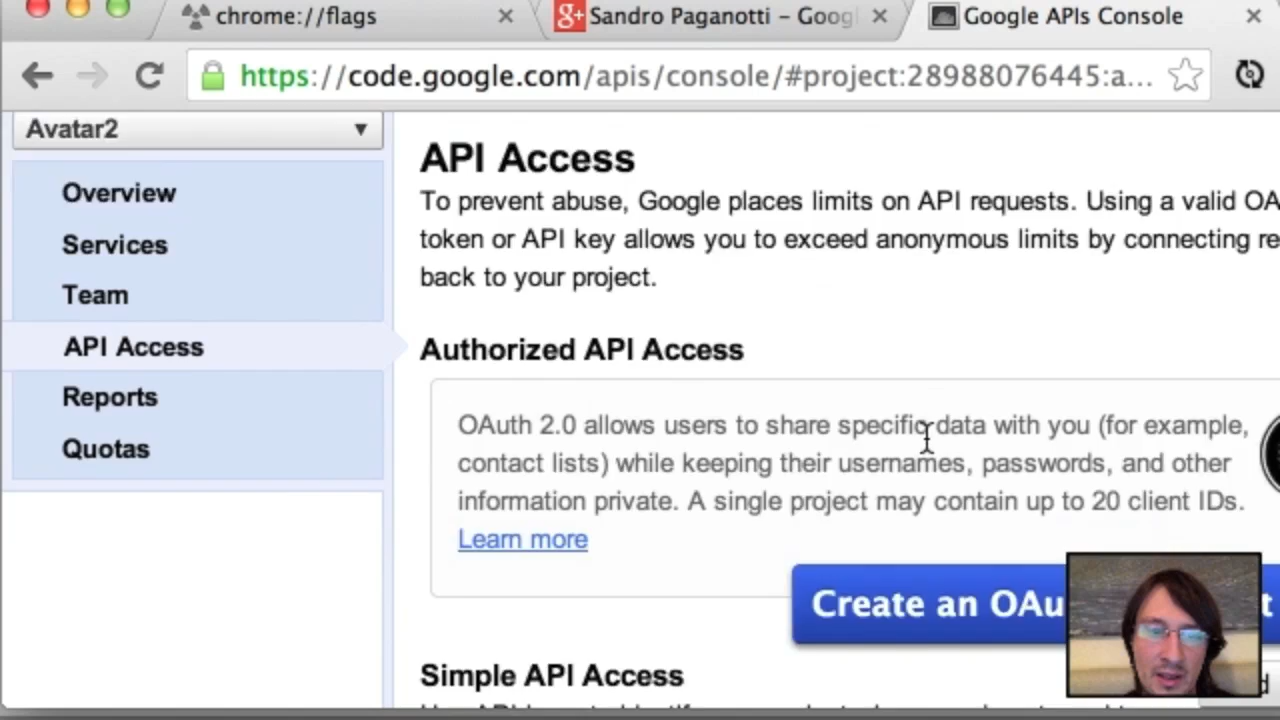 chrome://flags
Sandro Paganotti – Goog
Google APIs Console
https://code.google.com/apis/console/#project:28988076445:a...
Avatar2
Overview
Services
Team
API Access
Reports
Quotas
API Access
To prevent abuse, Google places limits on API requests. Using a valid OA
token or API key allows you to exceed anonymous limits by connecting re
back to your project.
Authorized API Access
OAuth 2.0 allows users to share specific data with you (for example,
contact lists) while keeping their usernames, passwords, and other
information private. A single project may contain up to 20 client IDs.
Learn more
Create an OAu
Simple API Access